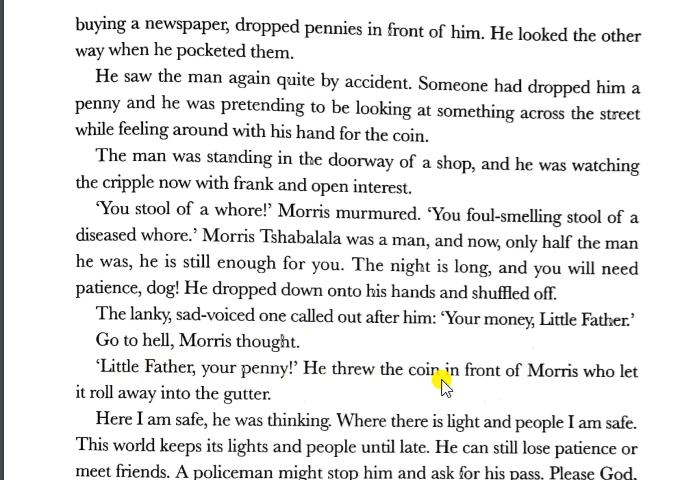 buying a newspaper, dropped pennies in front of him. He looked the other
way when he pocketed them.
He saw the man again quite by accident. Someone had dropped him a
penny and he was pretending to be looking at something across the street
while feeling around with his hand for the coin.
The man was standing in the doorway of a shop, and he was watching
the cripple now with frank and open interest.
‘You stool of a whore!’ Morris murmured. ‘You foul-smelling stool of a
diseased whore.’ Morris Tshabalala was a man, and now, only half the man
he was, he is still enough for you. The night is long, and you will need
patience, dog! He dropped down onto his hands and shuffled off.
The lanky, sad-voiced one called out after him: ‘Your money, Little Father.’
Go to hell, Morris thought.
‘Little Father, your penny!’ He threw the coin in front of Morris who let
it roll away into the gutter.
Here I am safe, he was thinking. Where there is light and people I am safe.
This world keeps its lights and people until late. He can still lose patience or
meet friends. A policeman might stop him and ask for his pass. Please God,